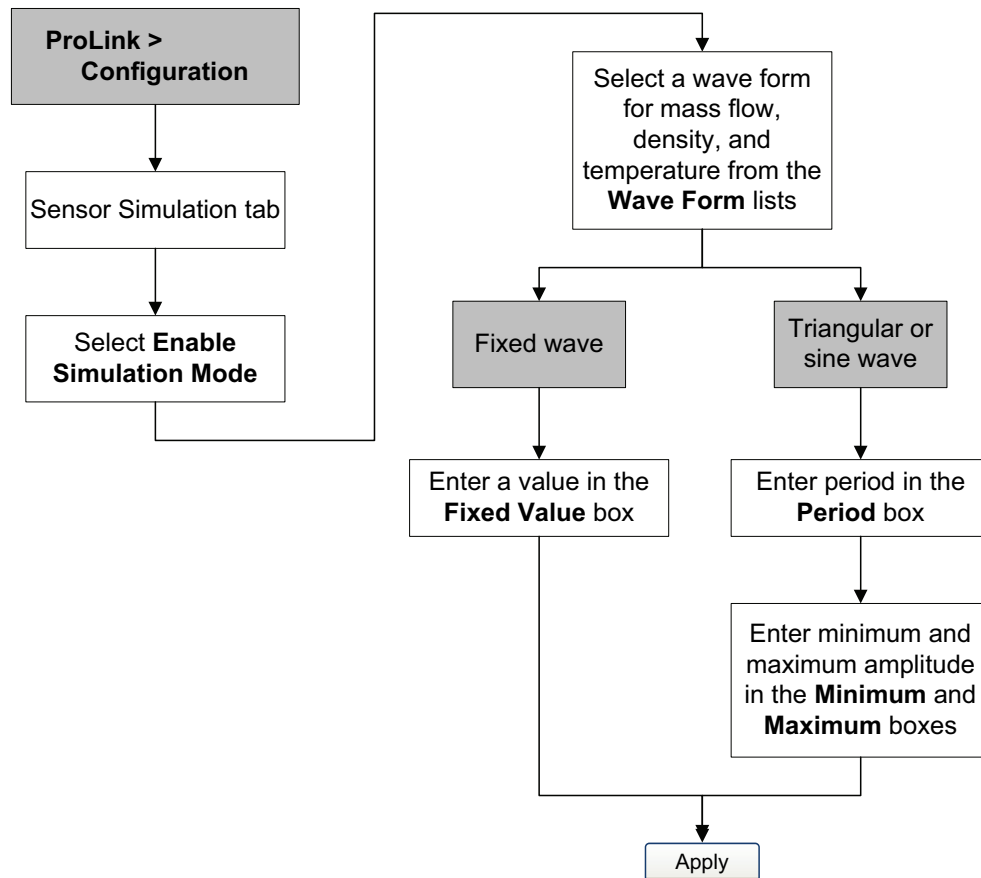 ProLink >
Configuration
Sensor Simulation tab
Select Enable
Simulation Mode
Select a wave form
for mass flow,
density, and
temperature from the
Wave Form lists
Fixed wave
Triangular or
sine wave
Enter a value in the
Fixed Value box
Enter period in the
Period box
Enter minimum and
maximum amplitude
in the Minimum and
Maximum boxes
Apply